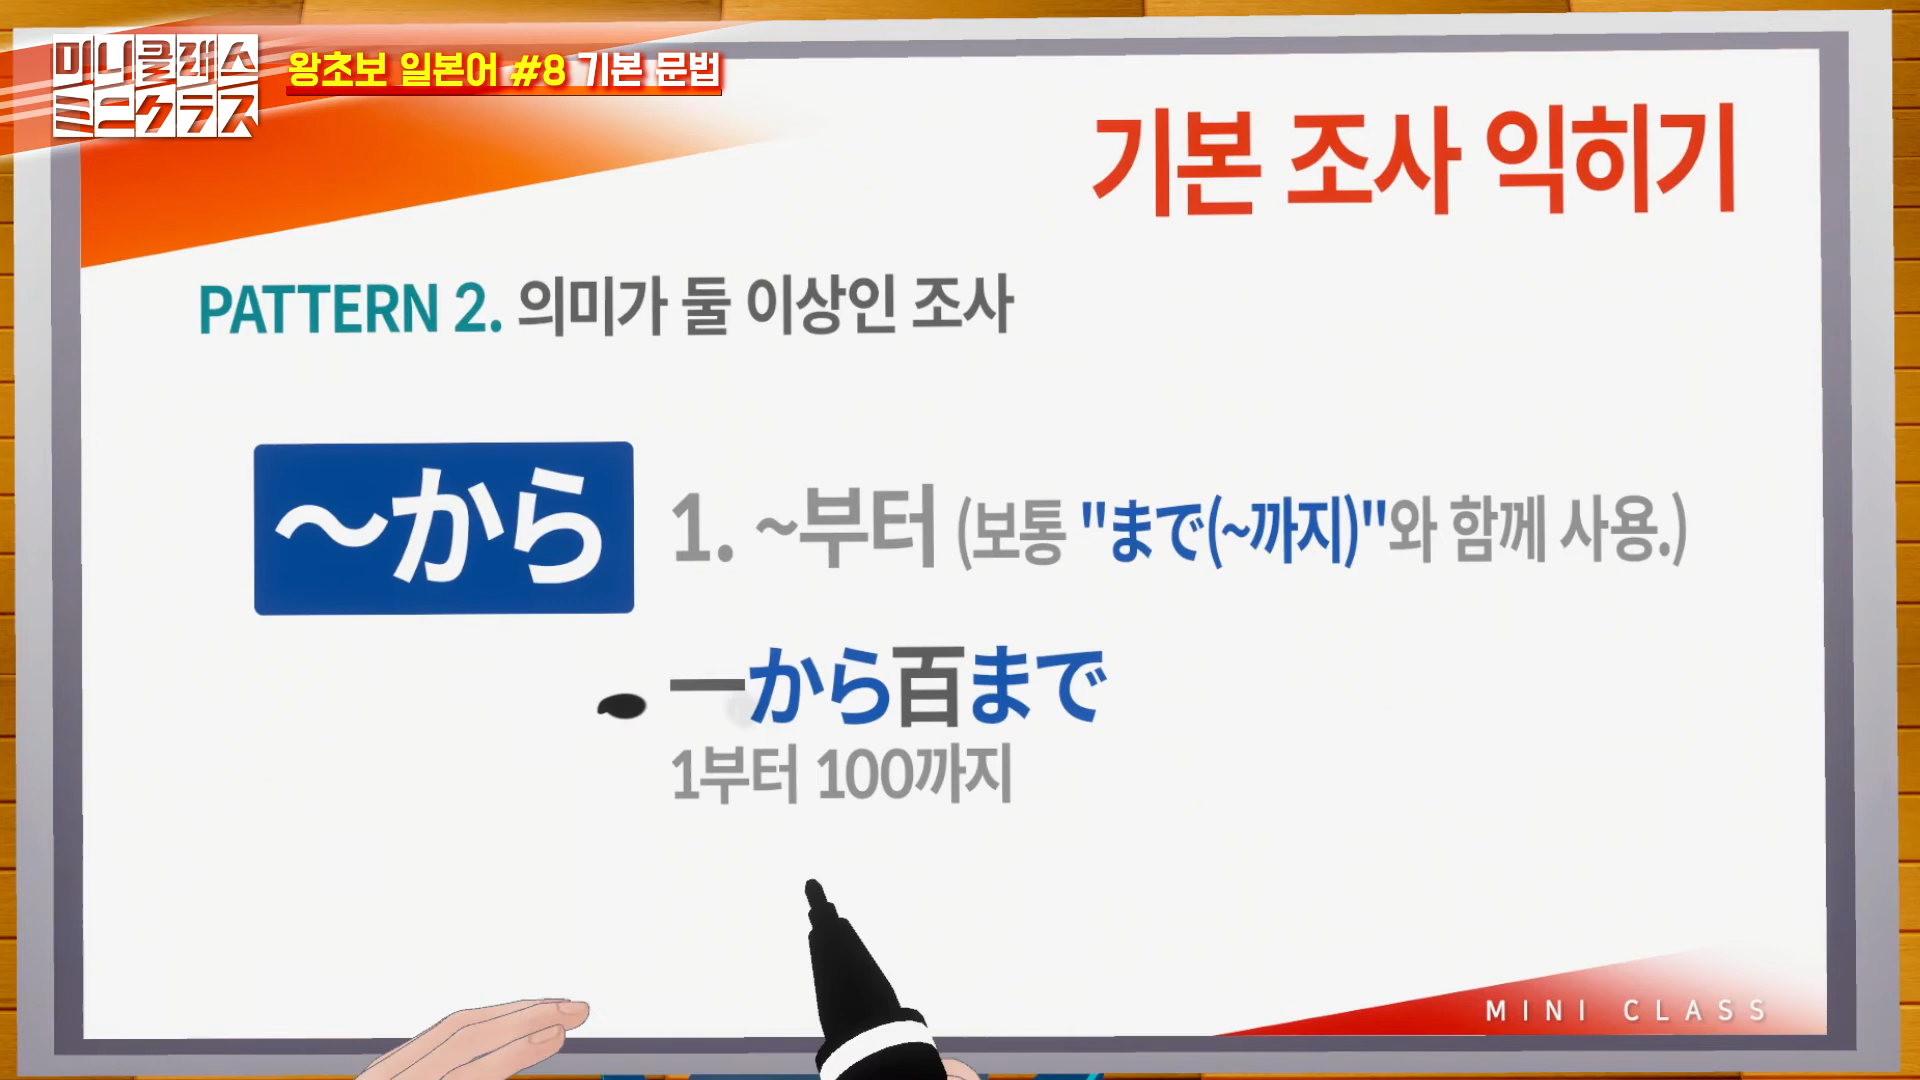 미니클래스
ミニクラス
왕초보 일본어 #8 기본 문법
기본 조사 익히기
PATTERN 2. 의미가 둘 이상인 조사
~から
1. ~부터 (보통 "まで(~까지)"와 함께 사용.)
一から百まで
1부터 100까지
MINI CLASS